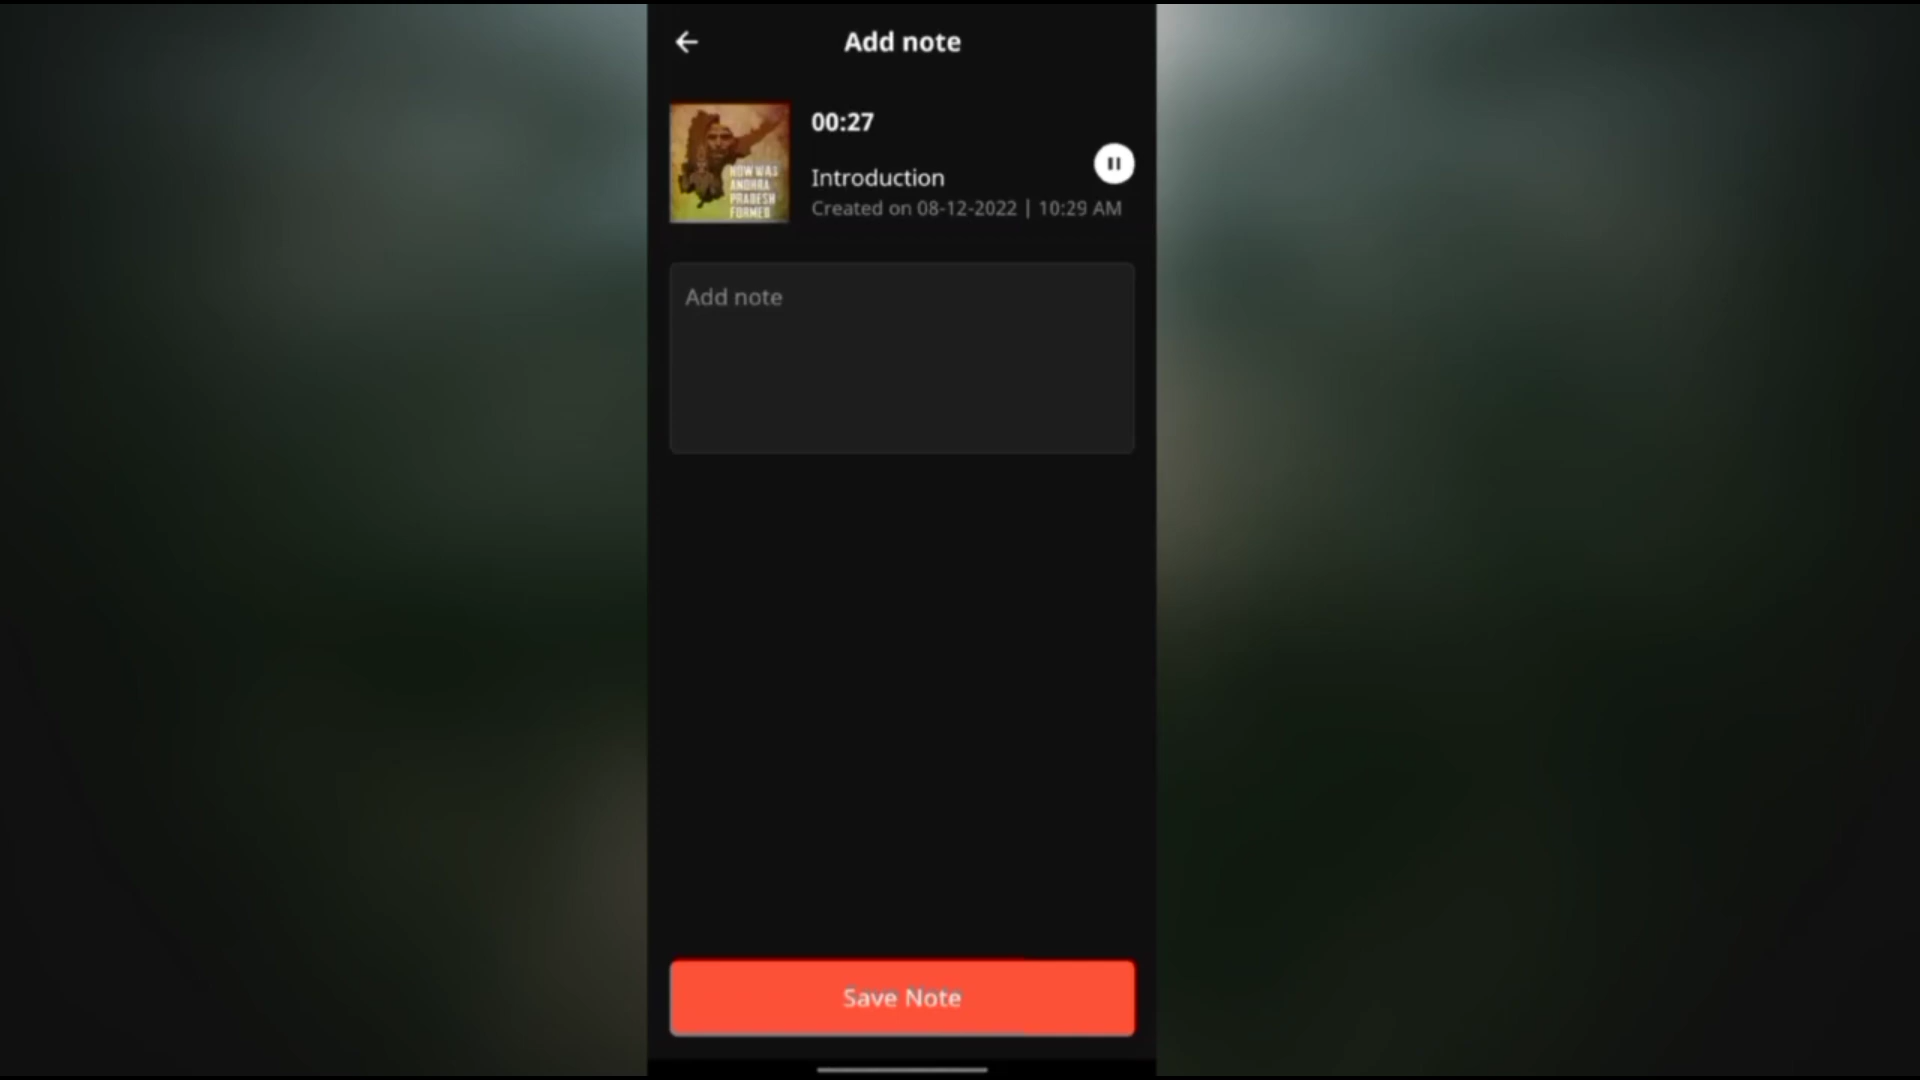 Add note
00:27
HOW WAS
ANDHRA
PRADESH
FORMED
Introduction
Created on 08-12-2022 | 10:29 AM
Add note
Save Note